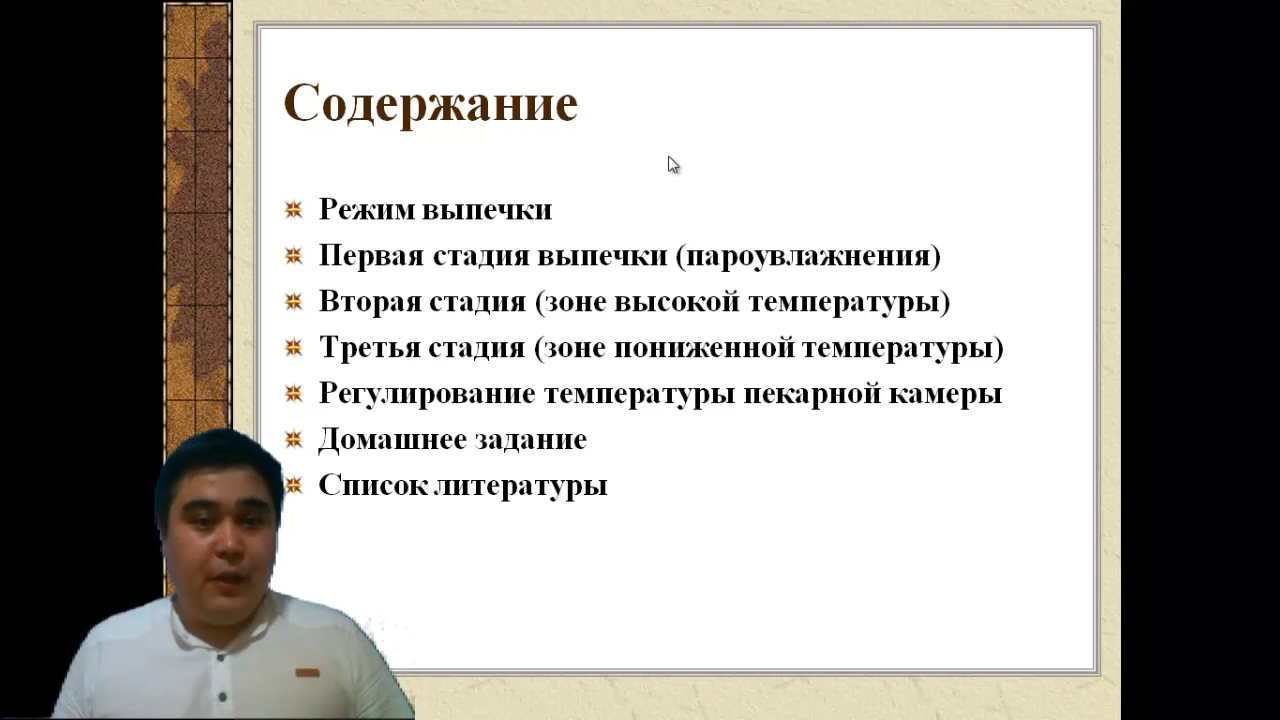 Содержание
Режим выпечки
Первая стадия выпечки (пароувлажнения)
Вторая стадия (зоне высокой температуры)
Третья стадия (зоне пониженной температуры)
Регулирование температуры пекарной камеры
Домашнее задание
Список литературы